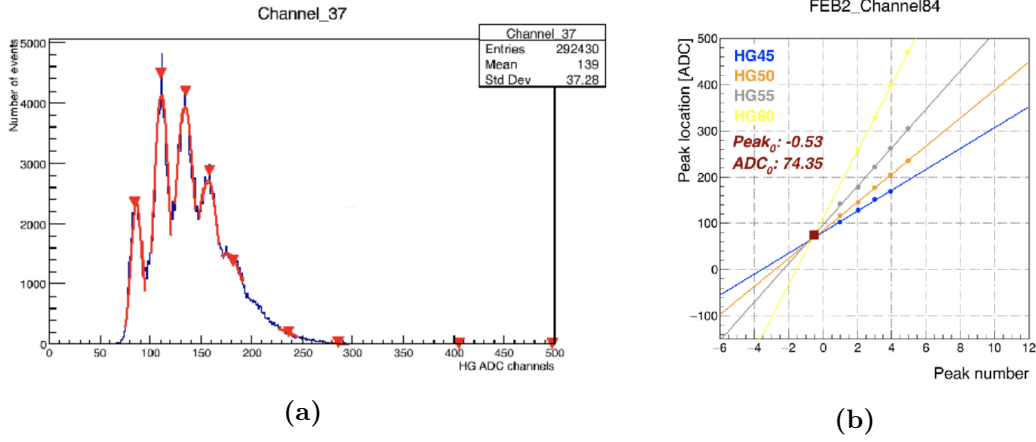 Channel_37
Channel_37
Entries 292430
Mean 139
Std Dev 37.28
Number of events
5000
4000
3000
2000
1000
0
0 50 100 150 200 250 300 350 400 450 500
HG ADC channels
(a)
FEB2_Channel84
HG45
HG50
HG55
HG60
Peak0: -0.53
ADC0: 74.35
Peak location [ADC]
500
400
300
200
100
0
−100
−6 −4 −2 0 2 4 6 8 10 12
Peak number
(b)